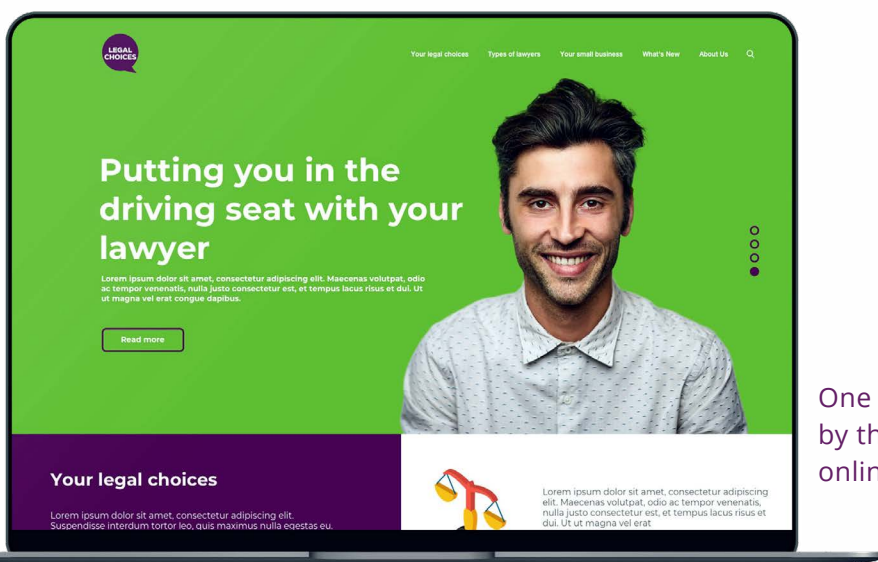 LEGAL
CHOICES
Your legal choices
Types of lawyers
Your small business
What's New
About Us
Putting you in the
driving seat with your
lawyer
Lorem ipsum dolor sit amet, consectetur adipiscing elit. Maecenas volutpat, odio
ac tempor venenatis, nulla justo consectetur est, et tempus lacus risus et dui. Ut
ut magna vel erat congue dapibus.
Read more
Your legal choices
Lorem ipsum dolor sit amet, consectetur adipiscing elit.
Suspendisse interdum tortor leo, quis maximus nulla egestas eu.
Lorem ipsum dolor sit amet, consectetur adipiscing
elit. Maecenas volutpat, odio ac tempor venenatis,
nulla justo consectetur est, et tempus lacus risus et
dui. Ut ut magna vel erat
One
by th
onlin